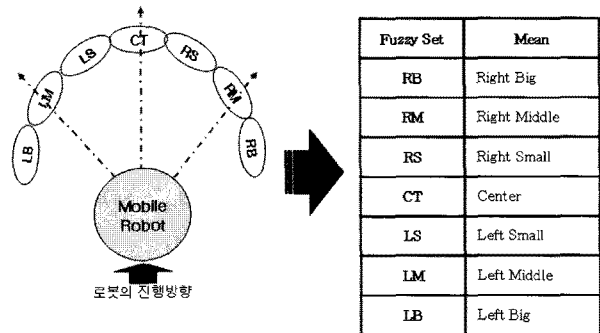 CT
LS
RS
LM
RM
LB
RB
Mobile
Robot
로봇의 진행방향
Fuzzy Set Mean
RB Right Big
RM Right Middle
RS Right Small
CT Center
LS Left Small
LM Left Middle
LB Left Big